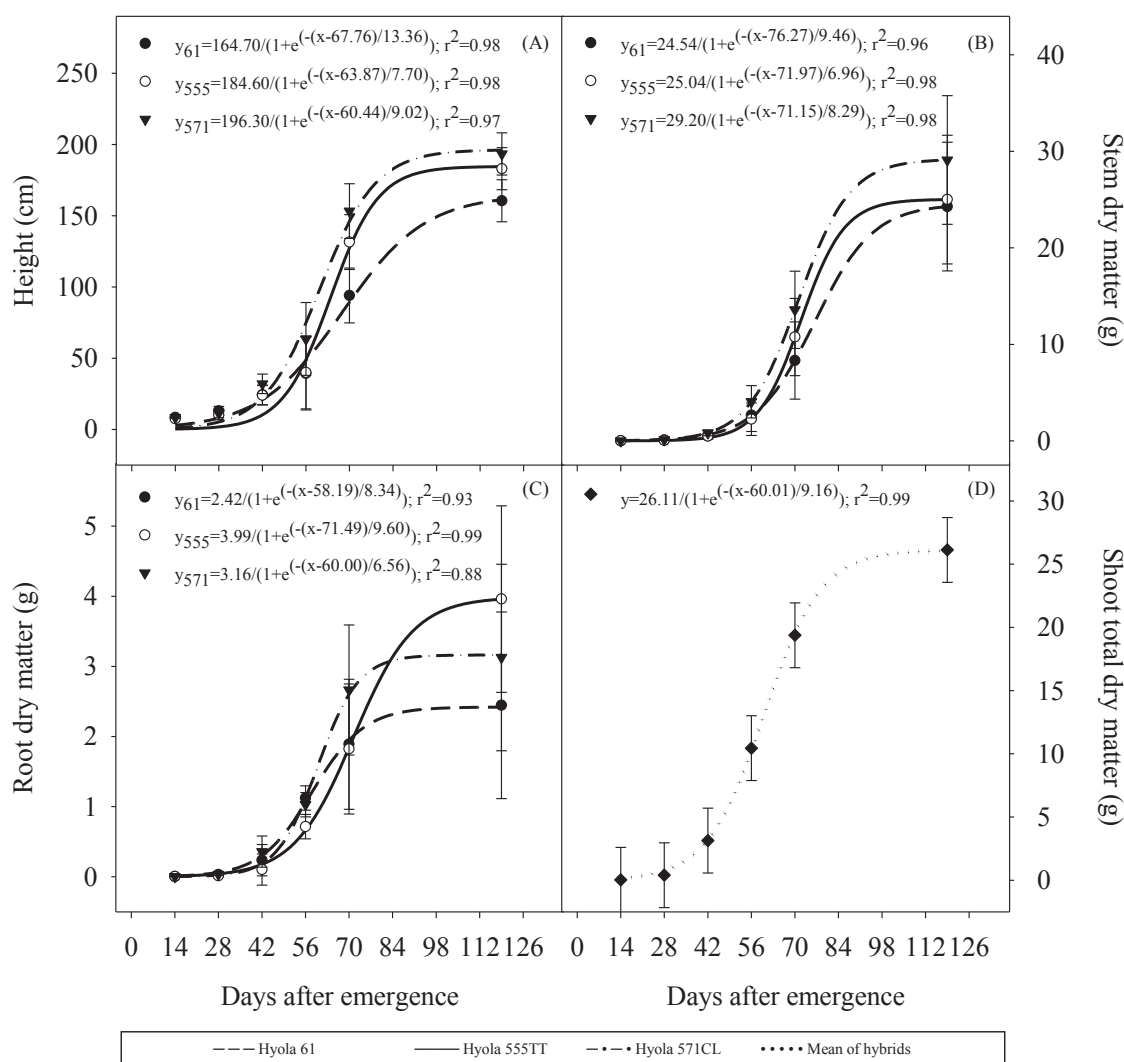 y61=164.70/(1+e(-(x-67.76)/13.36)); r2=0.98 (A)
y555=184.60/(1+e(-(x-63.87)/7.70)); r2=0.98
y571=196.30/(1+e(-(x-60.44)/9.02)); r2=0.97
250
200
150
100
50
0
Height (cm)
y61=24.54/(1+e(-(x-76.27)/9.46)); r2=0.96 (B)
y555=25.04/(1+e(-(x-71.97)/6.96)); r2=0.98
y571=29.20/(1+e(-(x-71.15)/8.29)); r2=0.98
40
30
20
10
0
Stem dry matter (g)
y61=2.42/(1+e(-(x-58.19)/8.34)); r2=0.93 (C)
y555=3.99/(1+e(-(x-71.49)/9.60)); r2=0.99
y571=3.16/(1+e(-(x-60.00)/6.56)); r2=0.88
5
4
3
2
1
0
Root dry matter (g)
y=26.11/(1+e(-(x-60.01)/9.16)); r2=0.99 (D)
30
25
20
15
10
5
0
Shoot total dry matter (g)
0 14 28 42 56 70 84 98 112 126
0 14 28 42 56 70 84 98 112 126
Days after emergence
Days after emergence
Hyola 61 Hyola 555TT Hyola 571CL Mean of hybrids